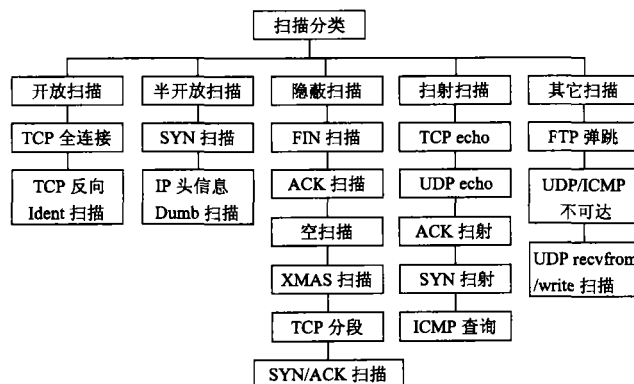 扫描分类
开放扫描
半开放扫描
隐蔽扫描
扫射扫描
其它扫描
TCP 全连接
SYN 扫描
FIN 扫描
TCP echo
FTP 弹跳
TCP 反向
Ident 扫描
IP 头信息
Dumb 扫描
ACK 扫描
UDP echo
UDP/ICMP
不可达
空扫描
ACK 扫射
UDP recvfrom
/write 扫描
XMAS 扫描
SYN 扫射
TCP 分段
ICMP 查询
SYN/ACK 扫描